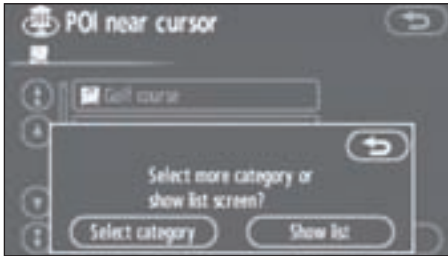 POI near cursor
Golf course
Select more category or
show list screen?
Select category
Show list